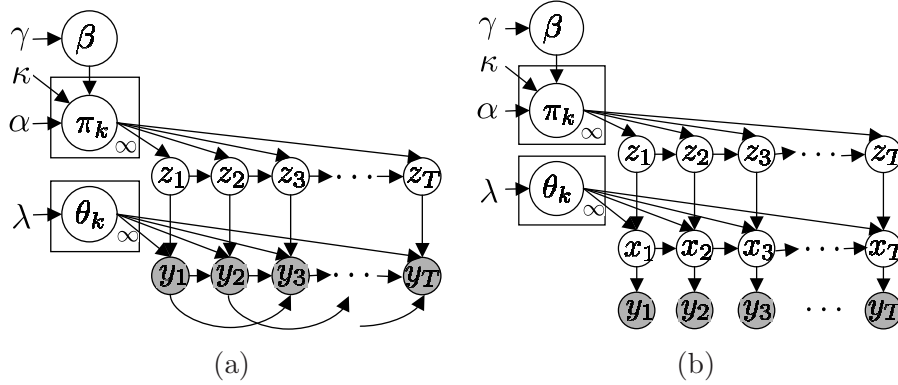 γ β γ β
κ κ
α π_k ∞ α π_k ∞
z_1 z_2 z_3 · · · z_T z_1 z_2 z_3 · · · z_T
λ θ_k ∞ λ θ_k ∞
x_1 x_2 x_3 · · · x_T
y_1 y_2 y_3 · · · y_T y_1 y_2 y_3 · · · y_T
(a) (b)